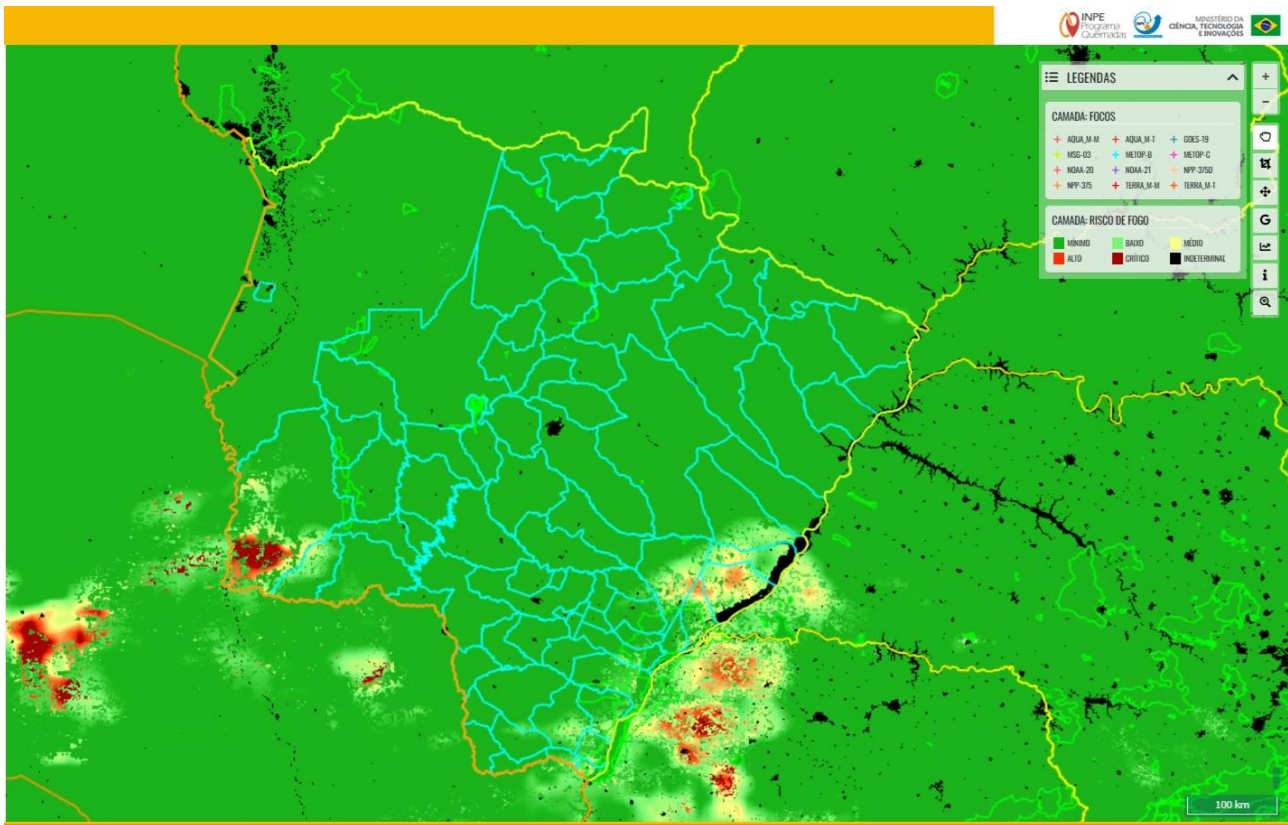 INPE
Programa
Queimadas
MINISTÉRIO DA
CIÊNCIA, TECNOLOGIA
E INOVAÇÕES
LEGENDAS
CAMADA: FOCOS
AQUA_M-M AQUA_M-T GOES-19
MSG-03 METOP-B METOP-C
NOAA-20 NOAA-21 NPP-375D
NPP-375 TERRA_M-M TERRA_M-T
CAMADA: RISCO DE FOGO
MÍNIMO BAIXO MÉDIO
ALTO CRÍTICO INDETERMINAD
+
−
G
i
100 km